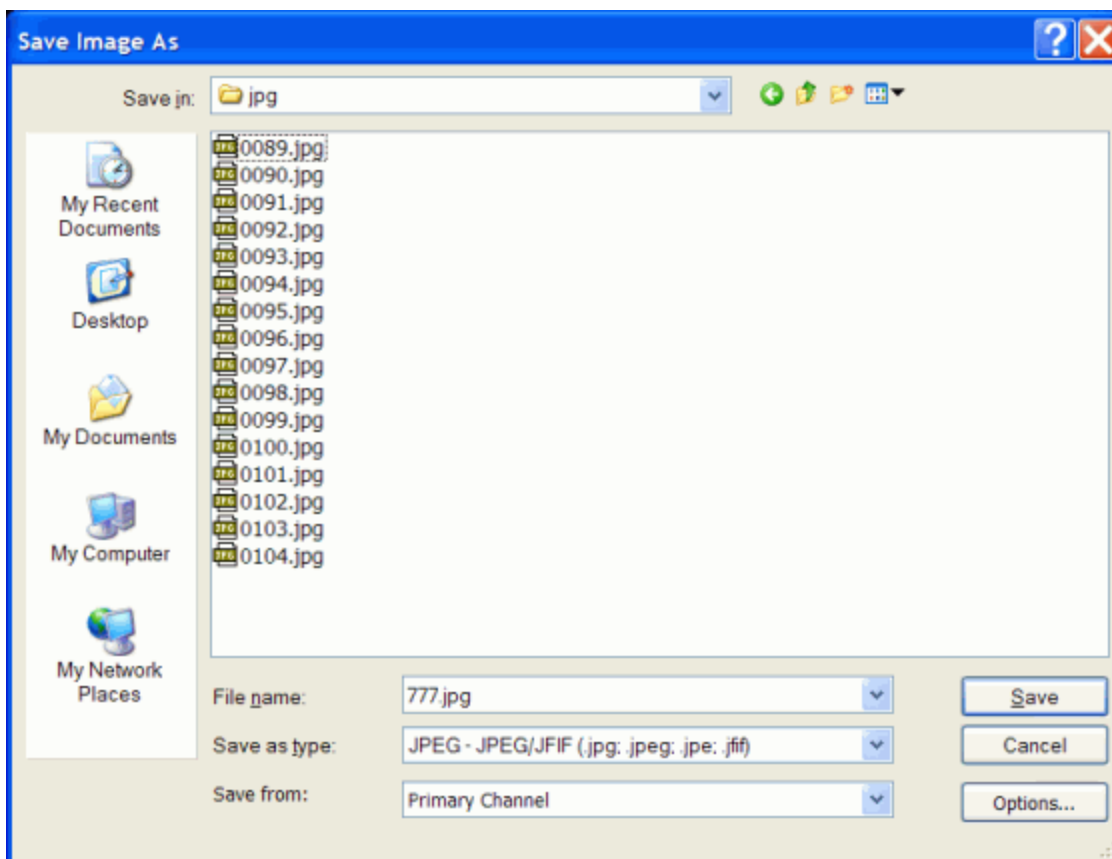 Save Image As
Save in:
jpg
My Recent
Documents
Desktop
My Documents
My Computer
My Network
Places
0089.jpg
0090.jpg
0091.jpg
0092.jpg
0093.jpg
0094.jpg
0095.jpg
0096.jpg
0097.jpg
0098.jpg
0099.jpg
0100.jpg
0101.jpg
0102.jpg
0103.jpg
0104.jpg
File name:
777.jpg
Save
Save as type:
JPEG - JPEG/JFIF (.jpg; .jpeg; .jpe; .jfif)
Cancel
Save from:
Primary Channel
Options...